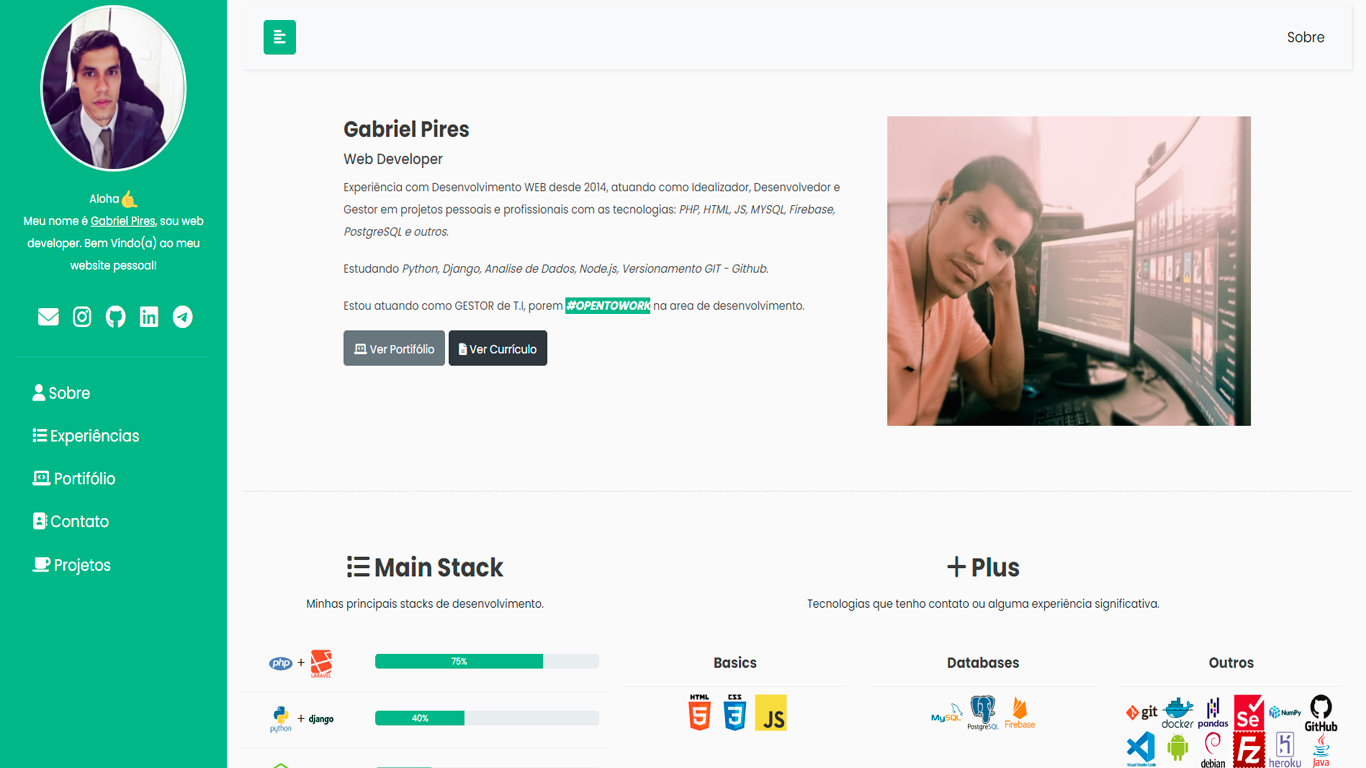 Aloha🤙
Meu nome é Gabriel Pires, sou web
developer. Bem Vindo(a) ao meu
website pessoal!
Sobre
Experiências
Portifólio
Contato
Projetos
Sobre
Gabriel Pires
Web Developer
Experiência com Desenvolvimento WEB desde 2014, atuando como Idealizador, Desenvolvedor e
Gestor em projetos pessoais e profissionais com as tecnologias: PHP, HTML, JS, MYSQL, Firebase,
PostgreSQL e outros.
Estudando Python, Django, Analise de Dados, Node.js, Versionamento GIT - Github.
Estou atuando como GESTOR de T.I, porem #OPENTOWORK na area de desenvolvimento.
Ver Portifólio
Ver Currículo
Main Stack
Minhas principais stacks de desenvolvimento.
php + LARAVEL 75%
python + django 40%
Plus
Tecnologias que tenho contato ou alguma experiência significativa.
Basics
HTML 5 CSS 3 JS
Databases
MySQL PostgreSQL Firebase
Outros
git docker pandas Se NumPy GitHub
Visual Studio Code debian Fz heroku Java